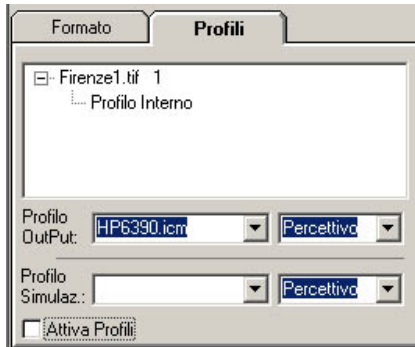 Formato Profili
Firenze1.tif 1
Profilo Interno
Profilo
OutPut: HP6390.icm Percettivo
Profilo
Simulaz.: Percettivo
Attiva Profili